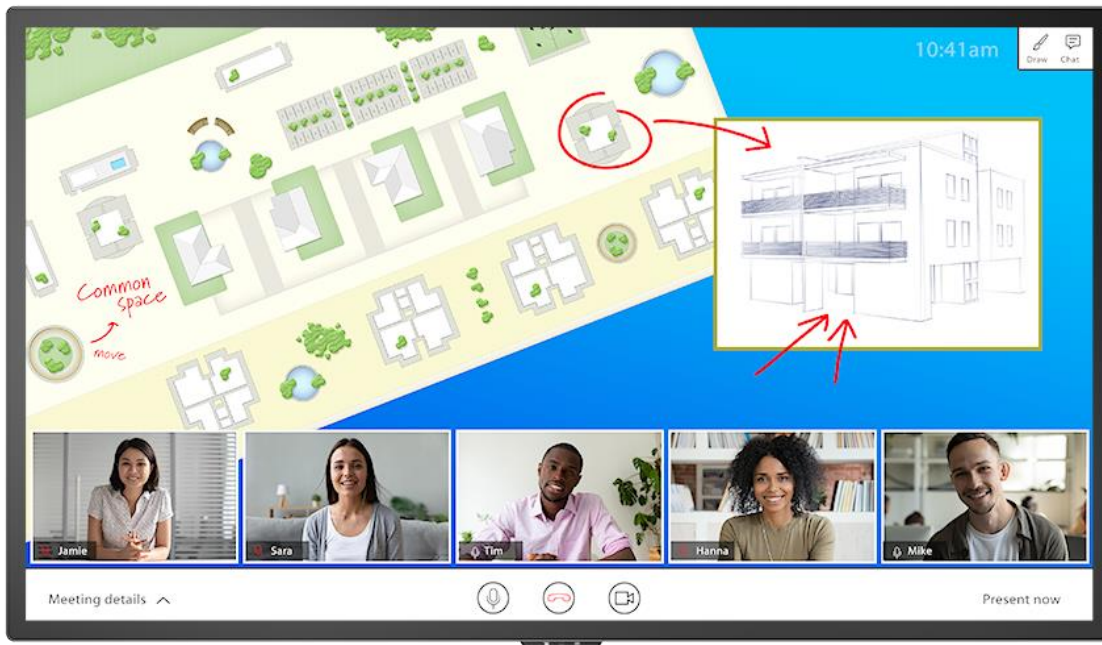 10:41am
Draw Chat
Common
space
move
Jamie
Sara
Tim
Hanna
Mike
Meeting details
Present now